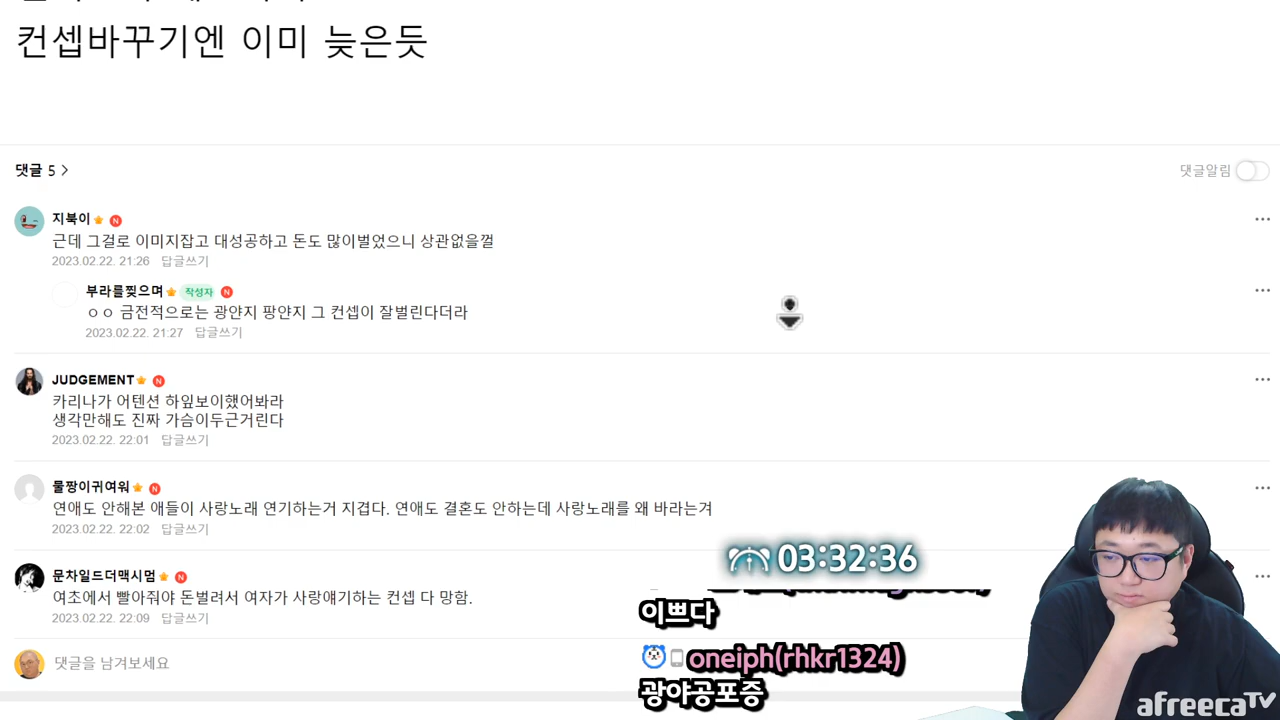 컨셉바꾸기엔 이미 늦은듯
댓글 5
댓글알림
지북이
근데 그걸로 이미지잡고 대성공하고 돈도 많이벌었으니 상관없을껄
2023.02.22. 21:26 답글쓰기
부라를찢으며 작성자
ㅇㅇ 금전적으로는 광얀지 팡얀지 그 컨셉이 잘벌린다더라
2023.02.22. 21:27 답글쓰기
JUDGEMENT
카리나가 어텐션 하잎보이했어봐라
생각만해도 진짜 가슴이두근거린다
2023.02.22. 22:01 답글쓰기
물짱이귀여워
연애도 안해본 애들이 사랑노래 연기하는거 지겹다. 연애도 결혼도 안하는데 사랑노래를 왜 바라는겨
2023.02.22. 22:02 답글쓰기
문차일드더맥시멈
여초에서 빨아줘야 돈벌려서 여자가 사랑얘기하는 컨셉 다 망함.
2023.02.22. 22:09 답글쓰기
댓글을 남겨보세요
03:32:36
이쁘다
oneiph(rhkr1324)
광야공포증
afreecaTV